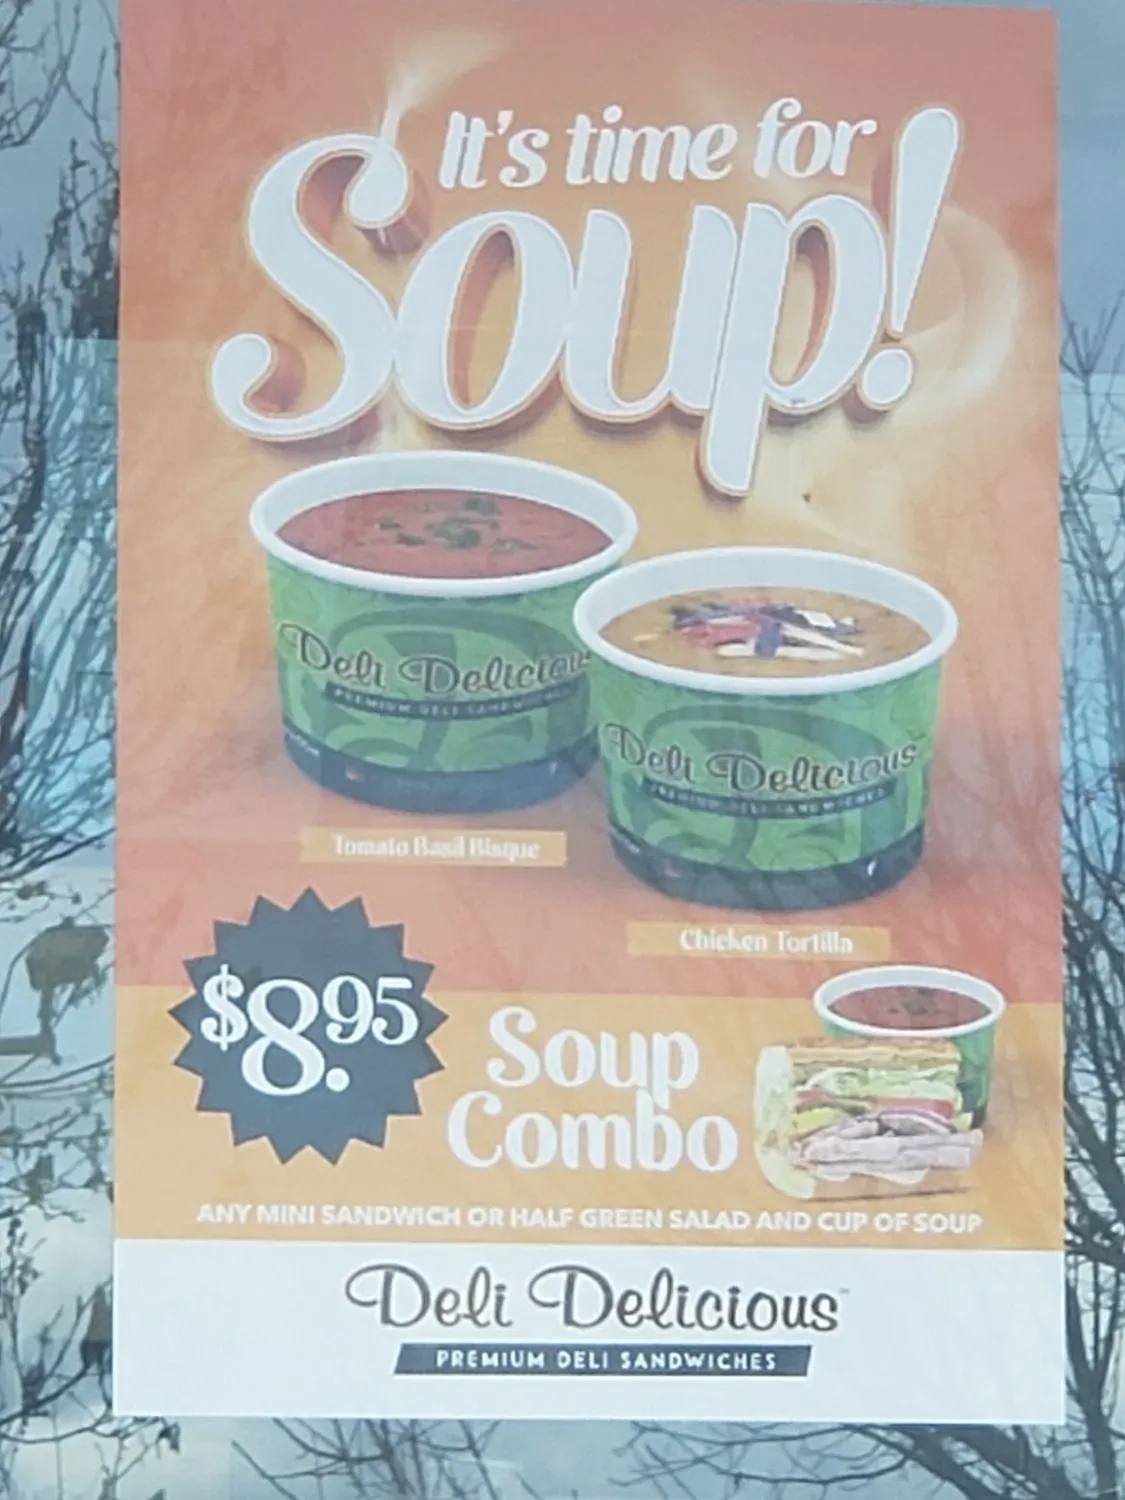 It's time for
Soup!
Deli Delicious
PREMIUM DELI SANDWICHES
Deli Delicious
PREMIUM DELI SANDWICHES
Tomato Basil Bisque
Chicken Tortilla
$8.95
Soup
Combo
ANY MINI SANDWICH OR HALF GREEN SALAD AND CUP OF SOUP
Deli Delicious™
PREMIUM DELI SANDWICHES